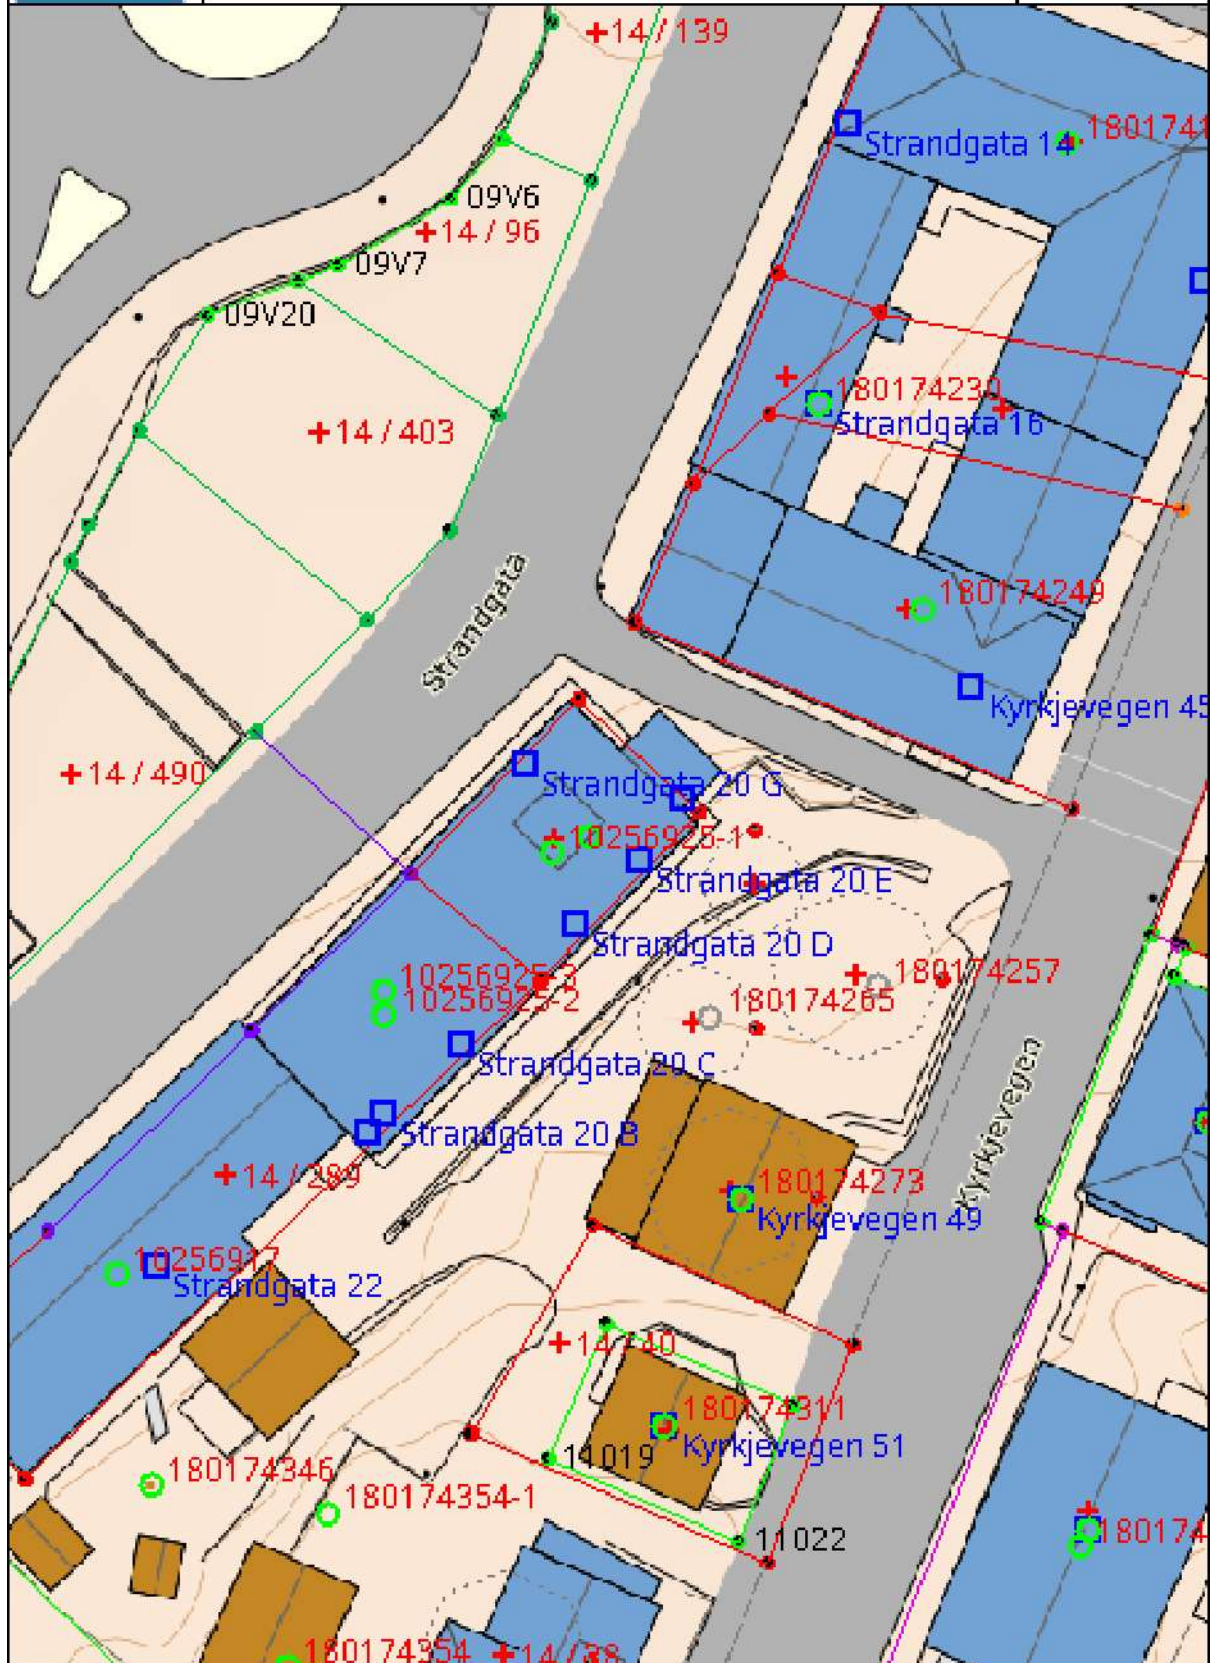 14 / 139
Strandgata 14
1801741
09V6
14 / 96
09V7
09V20
180174230
Strandgata 16
14 / 403
Strandgata
180174249
Kyrkjevegen 45
14 / 490
Strandgata 20 G
10256925-1
Strandgata 20 E
Strandgata 20 D
10256925-3
10256925-2
180174257
180174265
Strandgata 20 C
Strandgata 20 B
Kyrkjevegen
14 / 289
180174273
Kyrkjevegen 49
10256917
Strandgata 22
14 / 40
180174311
Kyrkjevegen 51
11019
180174346
180174354-1
11022
180174
180174354
14 / 38